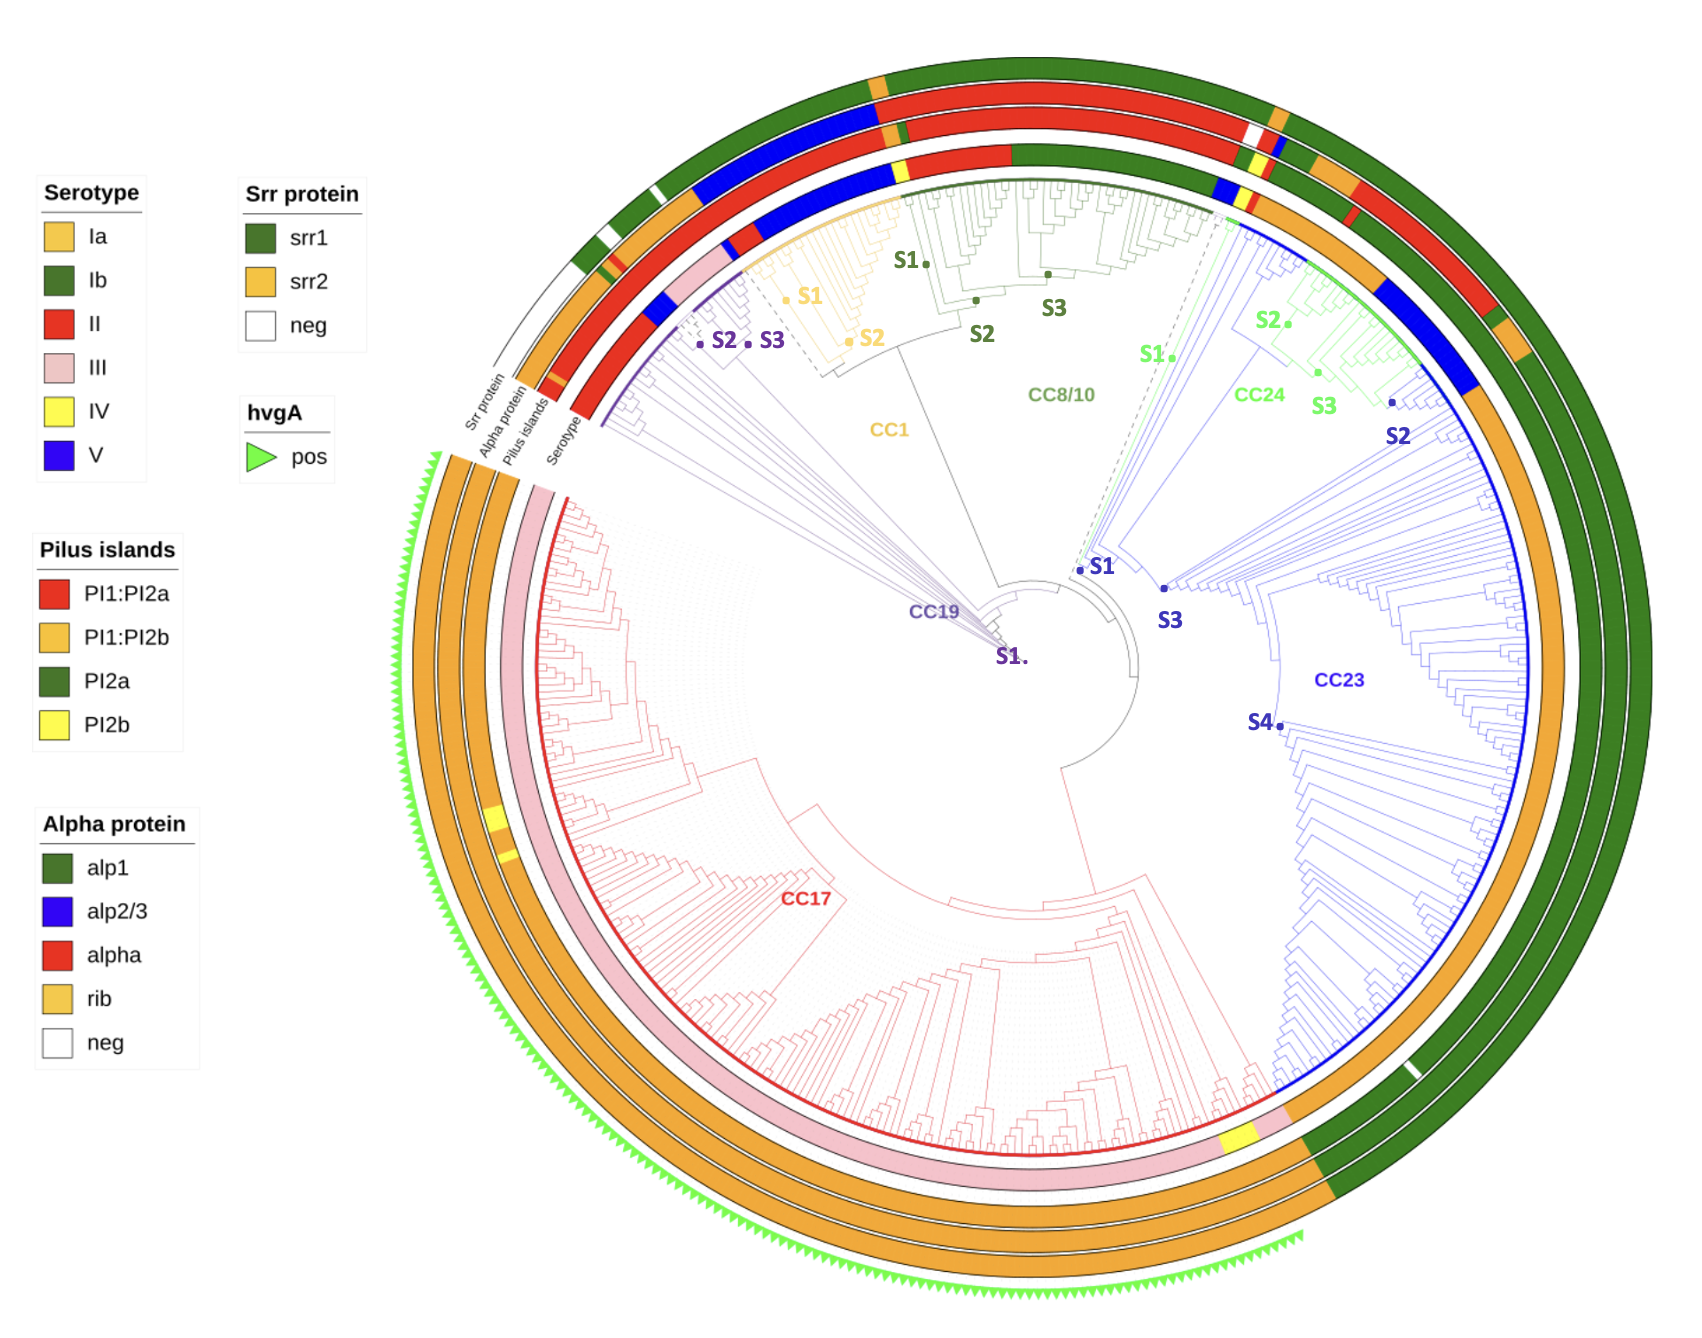 Serotype
Ia
Ib
II
III
IV
V
Srr protein
srr1
srr2
neg
hvgA
pos
Pilus islands
PI1:PI2a
PI1:PI2b
PI2a
PI2b
Alpha protein
alp1
alp2/3
alpha
rib
neg
Srr protein
Alpha protein
Pilus islands
Serotype
S1
S2
S3
S1
S2
S3
S2
S1
S2
S3
S1
CC8/10
CC24
CC1
S2
S1
S3
CC19
S1.
CC23
S4
CC17